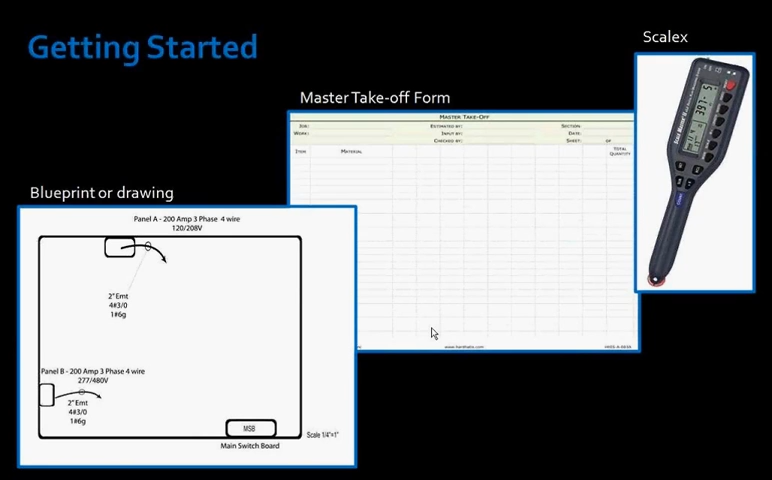 Getting Started
Scalex
Master Take-off Form
MASTER TAKE-OFF
JOB: ESTIMATED BY: SECTION:
WORK: INPUT BY: DATE:
CHECKED BY: SHEET: OF
ITEM MATERIAL TOTAL QUANTITY
Blueprint or drawing
Panel A - 200 Amp 3 Phase 4 wire
120/208V
2" Emt
4#3/0
1#6g
Panel B - 200 Amp 3 Phase 4 wire
277/480V
2" Emt
4#3/0
1#6g
MSB
Main Switch Board
Scale 1/4"=1"